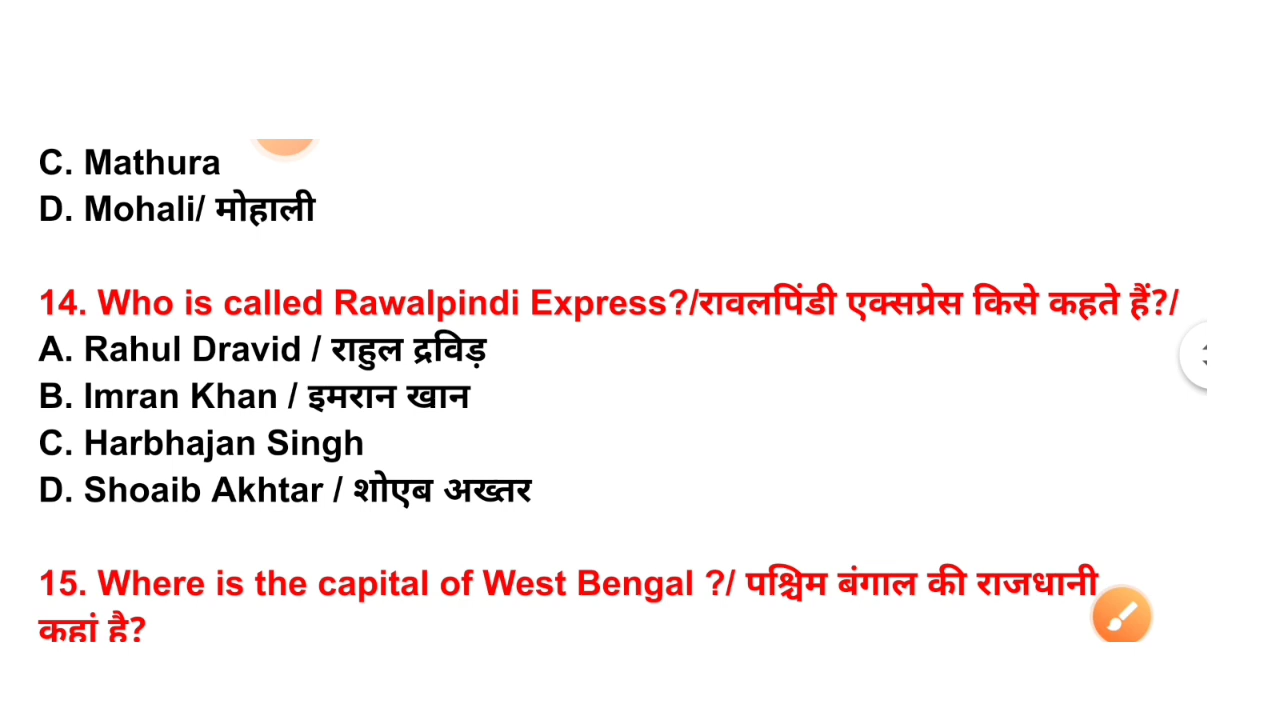 C. Mathura
D. Mohali/ मोहाली
14. Who is called Rawalpindi Express?/रावलपिंडी एक्सप्रेस किसे कहते हैं?/
A. Rahul Dravid / राहुल द्रविड़
B. Imran Khan / इमरान खान
C. Harbhajan Singh
D. Shoaib Akhtar / शोएब अख्तर
15. Where is the capital of West Bengal ?/ पश्चिम बंगाल की राजधानी
कहां है?